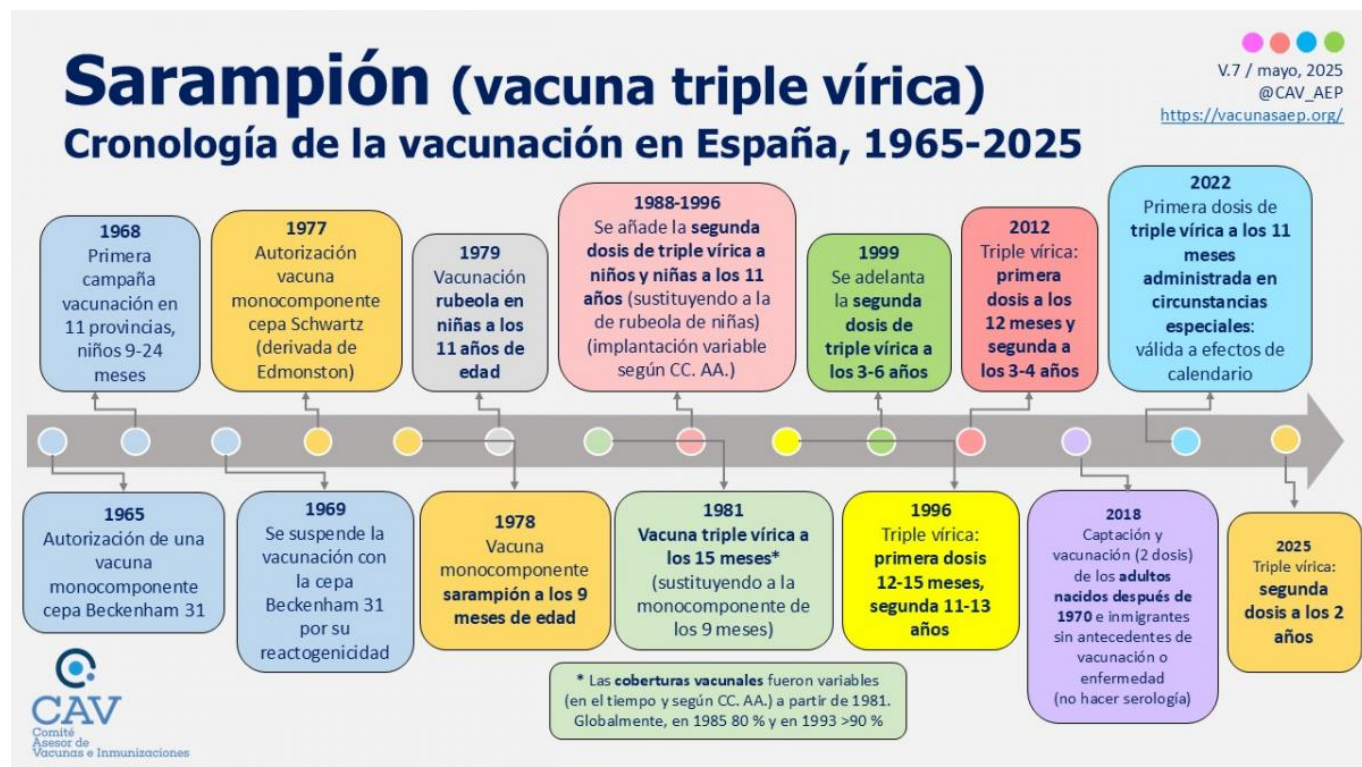 Sarampión (vacuna triple vírica)
Cronología de la vacunación en España, 1965-2025
V.7 / mayo, 2025
@CAV_AEP
https://vacunasaep.org/
1968
Primera
campaña
vacunación en
11 provincias,
niños 9-24
meses
1977
Autorización
vacuna
monocomponente
cepa Schwartz
(derivada de
Edmonston)
1979
Vacunación
rubeola en
niñas a los
11 años de
edad
1988-1996
Se añade la segunda
dosis de triple vírica a
niños y niñas a los 11
años (sustituyendo a la
de rubeola de niñas)
(implantación variable
según CC. AA.)
1999
Se adelanta
la segunda
dosis de
triple vírica a
los 3-6 años
2012
Triple vírica:
primera
dosis a los
12 meses y
segunda a
los 3-4 años
2022
Primera dosis de
triple vírica a los 11
meses
administrada en
circunstancias
especiales:
válida a efectos de
calendario
1965
Autorización de una
vacuna
monocomponente
cepa Beckenham 31
1969
Se suspende la
vacunación con
la cepa
Beckenham 31
por su
reactogenicidad
1978
Vacuna
monocomponente
sarampión a los 9
meses de edad
1981
Vacuna triple vírica a
los 15 meses*
(sustituyendo a la
monocomponente de
los 9 meses)
1996
Triple vírica:
primera dosis
12-15 meses,
segunda 11-13
años
2018
Captación y
vacunación (2 dosis)
de los adultos
nacidos después de
1970 e inmigrantes
sin antecedentes de
vacunación o
enfermedad
(no hacer serología)
2025
Triple vírica:
segunda
dosis a los 2
años
* Las coberturas vacunales fueron variables
(en el tiempo y según CC. AA.) a partir de 1981.
Globalmente, en 1985 80 % y en 1993 >90 %
CAV
Comité
Asesor de
Vacunas e Inmunizaciones